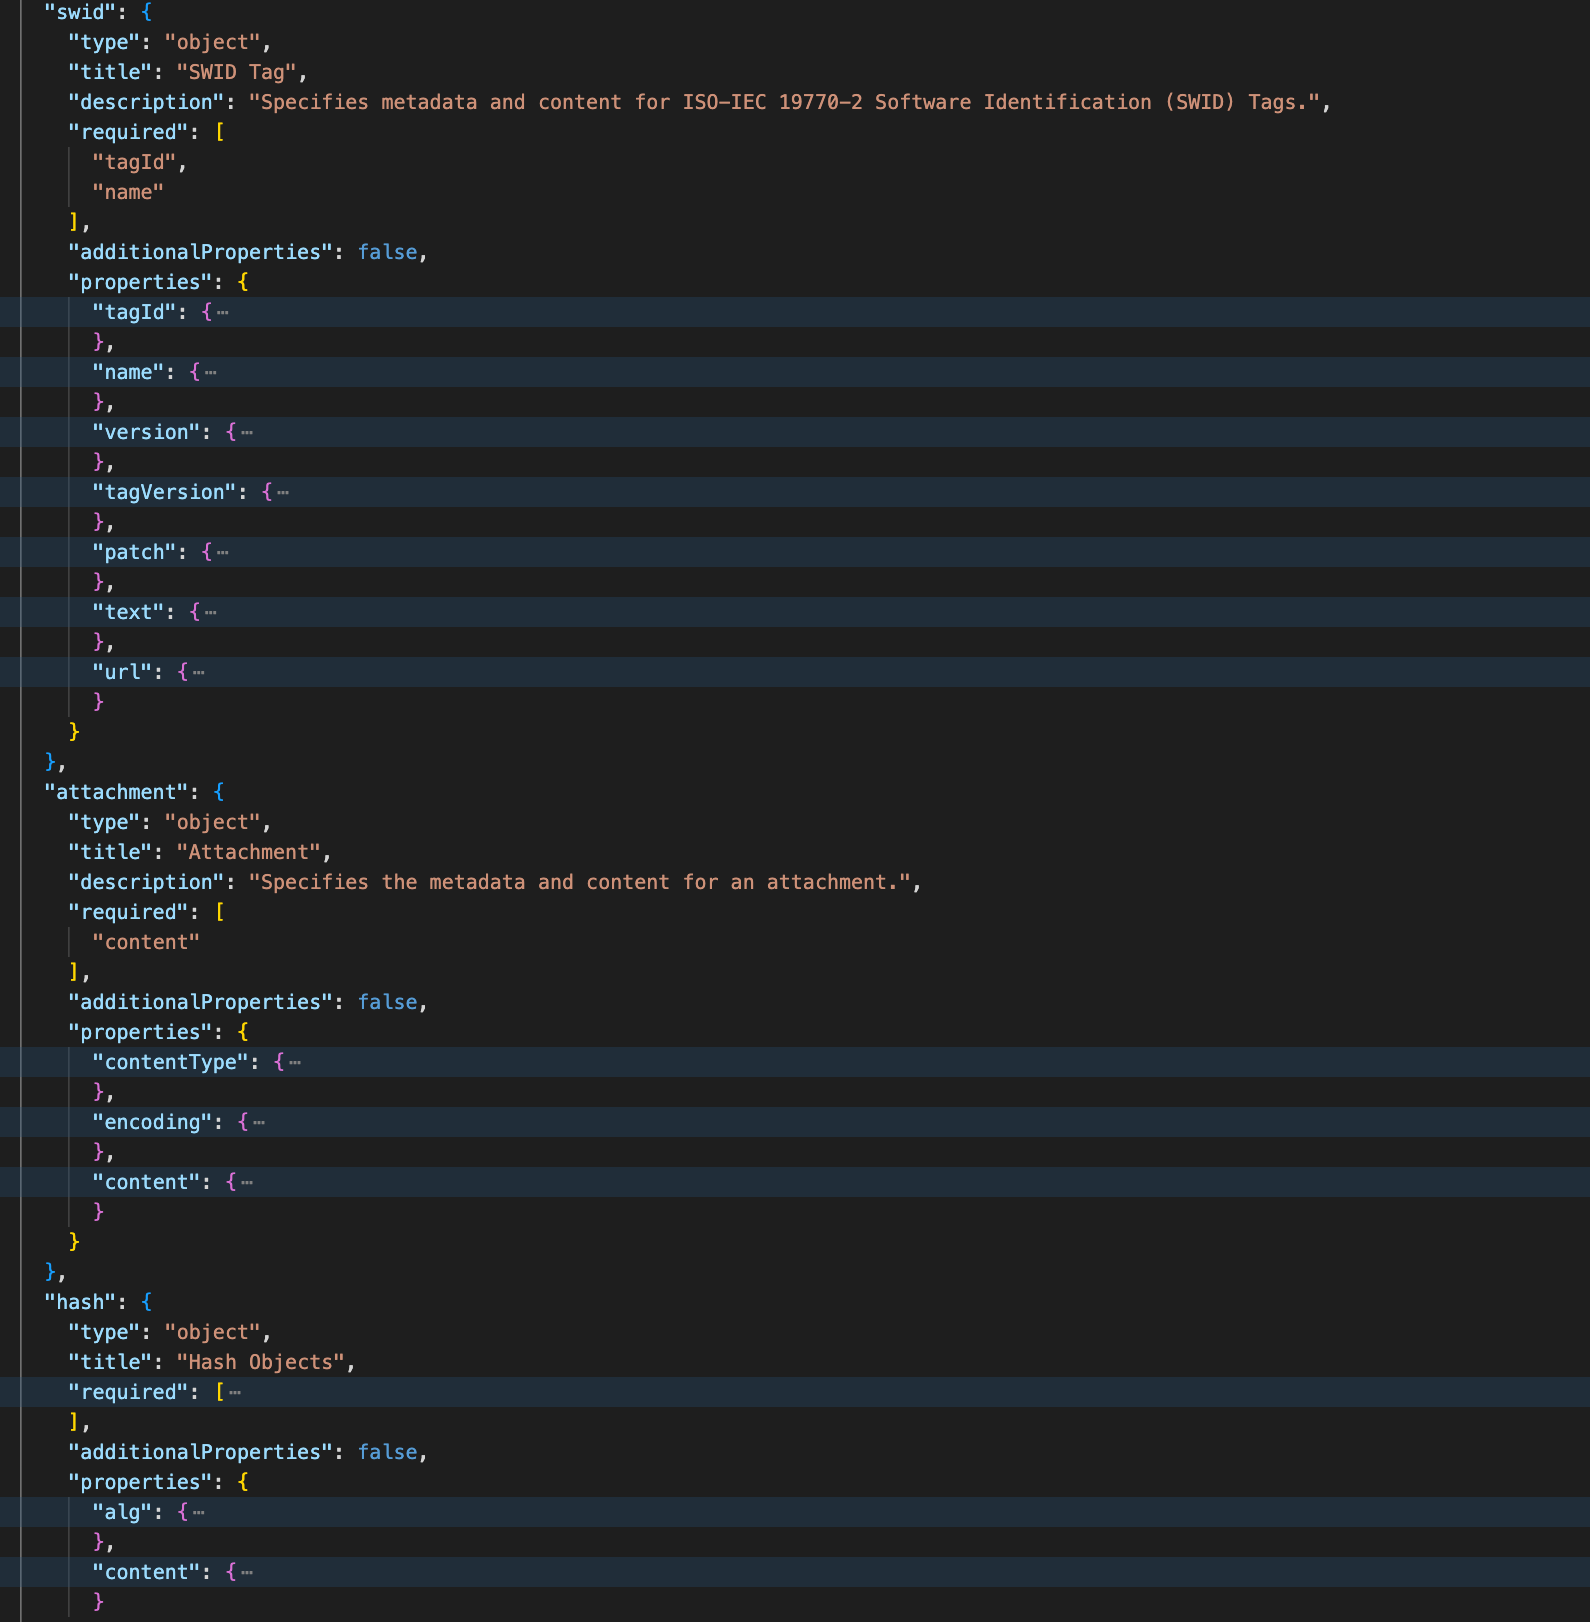 "swid": {
"type": "object",
"title": "SWID Tag",
"description": "Specifies metadata and content for ISO-IEC 19770-2 Software Identification (SWID) Tags.",
"required": [
"tagId",
"name"
],
"additionalProperties": false,
"properties": {
"tagId": {⋯
},
"name": {⋯
},
"version": {⋯
},
"tagVersion": {⋯
},
"patch": {⋯
},
"text": {⋯
},
"url": {⋯
}
}
},
"attachment": {
"type": "object",
"title": "Attachment",
"description": "Specifies the metadata and content for an attachment.",
"required": [
"content"
],
"additionalProperties": false,
"properties": {
"contentType": {⋯
},
"encoding": {⋯
},
"content": {⋯
}
}
},
"hash": {
"type": "object",
"title": "Hash Objects",
"required": [⋯
],
"additionalProperties": false,
"properties": {
"alg": {⋯
},
"content": {⋯
}